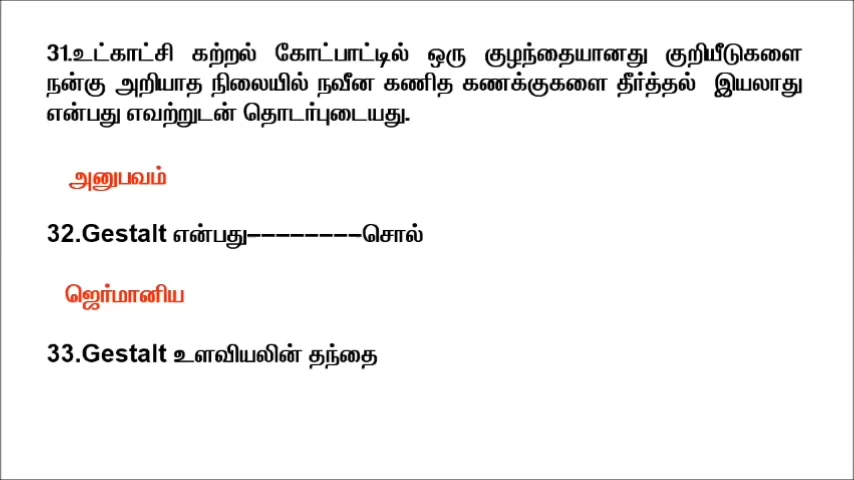 31.உட்காட்சி கற்றல் கோட்பாட்டில் ஒரு குழந்தையானது குறியீடுகளை
நன்கு அறியாத நிலையில் நவீன கணித கணக்குகளை தீர்த்தல் இயலாது
என்பது எவற்றுடன் தொடர்புடையது.
அனுபவம்
32.Gestalt என்பது--------சொல்
ஜெர்மானிய
33.Gestalt உளவியலின் தந்தை